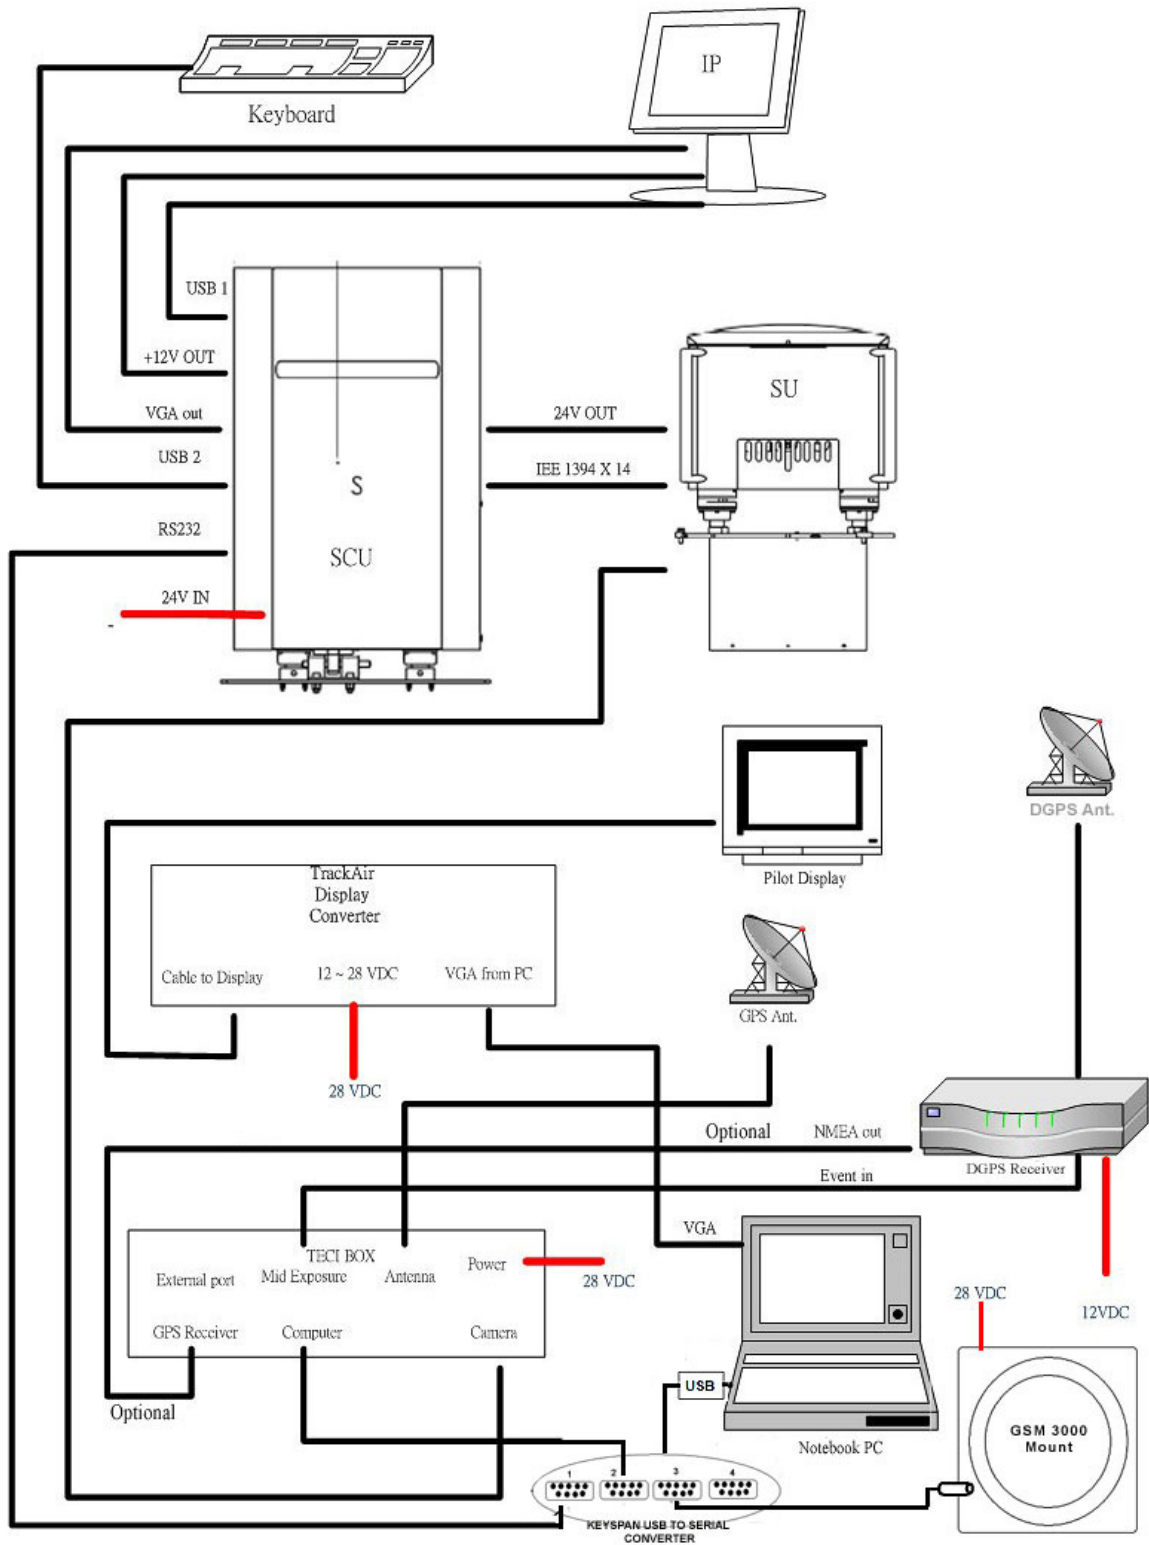 IP
Keyboard
USB 1
+12V OUT
VGA out
USB 2
RS232
24V IN
S
SCU
24V OUT
IEE 1394 X 14
SU
DGPS Ant.
Pilot Display
TrackAir
Display
Converter
Cable to Display
12 ~ 28 VDC
VGA from PC
28 VDC
GPS Ant.
Optional
NMEA out
DGPS Receiver
Event in
VGA
TECI BOX
External port
Mid Exposure
Antenna
Power
28 VDC
GPS Receiver
Computer
Camera
28 VDC
12VDC
Optional
USB
Notebook PC
GSM 3000
Mount
1
2
3
4
KEYSPAN USB TO SERIAL
CONVERTER